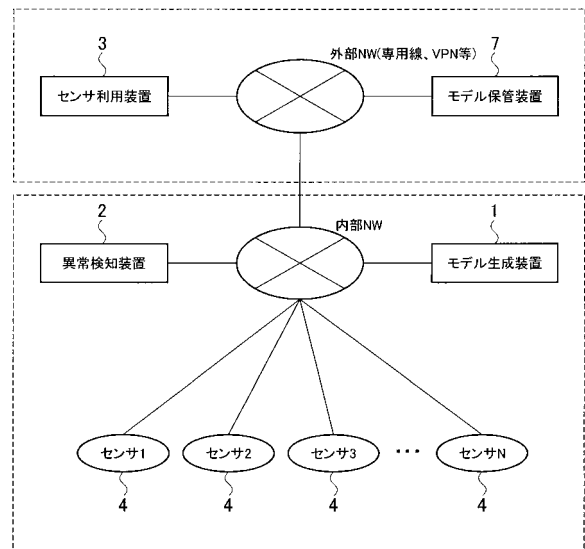 3
外部NW(専用線、VPN等)
7
センサ利用装置
モデル保管装置
2
内部NW
1
異常検知装置
モデル生成装置
センサ1
センサ2
センサ3
･･･
センサN
4
4
4
4